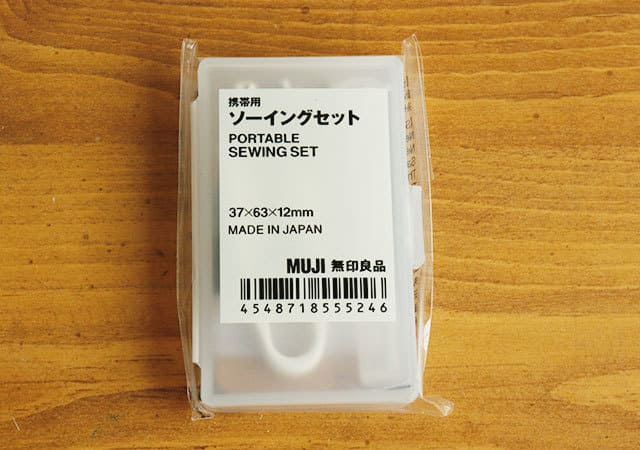 携帯用
ソーイングセット
PORTABLE
SEWING SET
37×63×12mm
MADE IN JAPAN
MUJI 無印良品
4548718555246